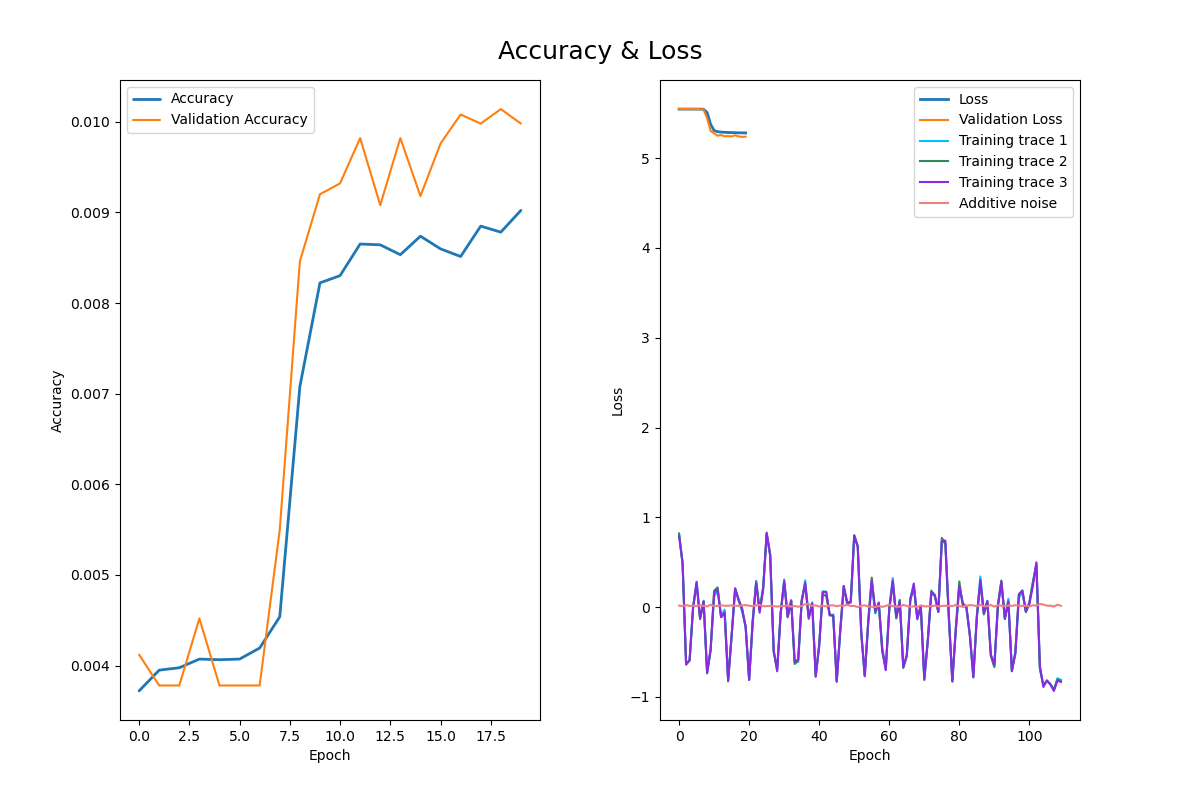 Accuracy & Loss
Accuracy
Validation Accuracy
0.010
0.009
0.008
0.007
0.006
0.005
0.004
Accuracy
0.0
2.5
5.0
7.5
10.0
12.5
15.0
17.5
Epoch
Loss
Validation Loss
Training trace 1
Training trace 2
Training trace 3
Additive noise
5
4
3
2
1
0
−1
Loss
0
20
40
60
80
100
Epoch